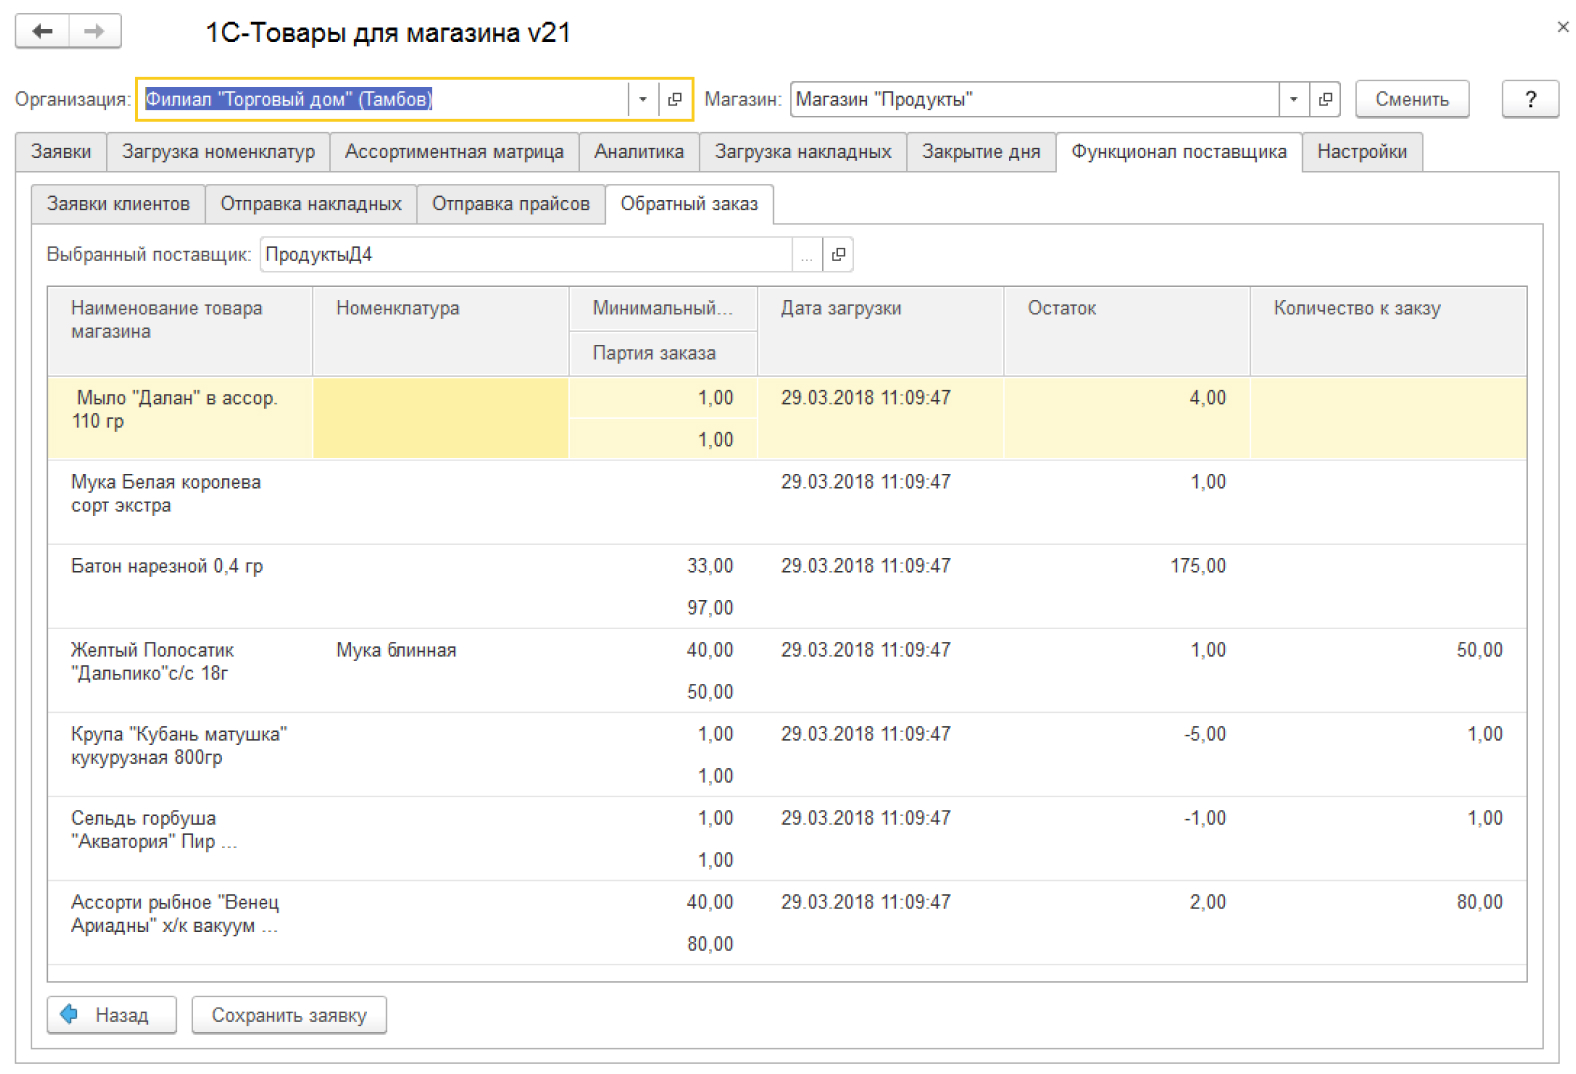 1С-Товары для магазина v21
Организация: Филиал "Торговый дом" (Тамбов) Магазин: Магазин "Продукты" Сменить ?
Заявки Загрузка номенклатур Ассортиментная матрица Аналитика Загрузка накладных Закрытие дня Функционал поставщика Настройки
Заявки клиентов Отправка накладных Отправка прайсов Обратный заказ
Выбранный поставщик: ПродуктыД4 ...
Наименование товара Номенклатура Минимальный... Дата загрузки Остаток Количество к закзу
магазина
Партия заказа
Мыло "Далан" в ассор. 1,00 29.03.2018 11:09:47 4,00
110 гр
1,00
Мука Белая королева 29.03.2018 11:09:47 1,00
сорт экстра
Батон нарезной 0,4 гр 33,00 29.03.2018 11:09:47 175,00
97,00
Желтый Полосатик Мука блинная 40,00 29.03.2018 11:09:47 1,00 50,00
"Дальпико"с/с 18г
50,00
Крупа "Кубань матушка" 1,00 29.03.2018 11:09:47 -5,00 1,00
кукурузная 800гр
1,00
Сельдь горбуша 1,00 29.03.2018 11:09:47 -1,00 1,00
"Акватория" Пир ...
1,00
Ассорти рыбное "Венец 40,00 29.03.2018 11:09:47 2,00 80,00
Ариадны" х/к вакуум ...
80,00
Назад Сохранить заявку